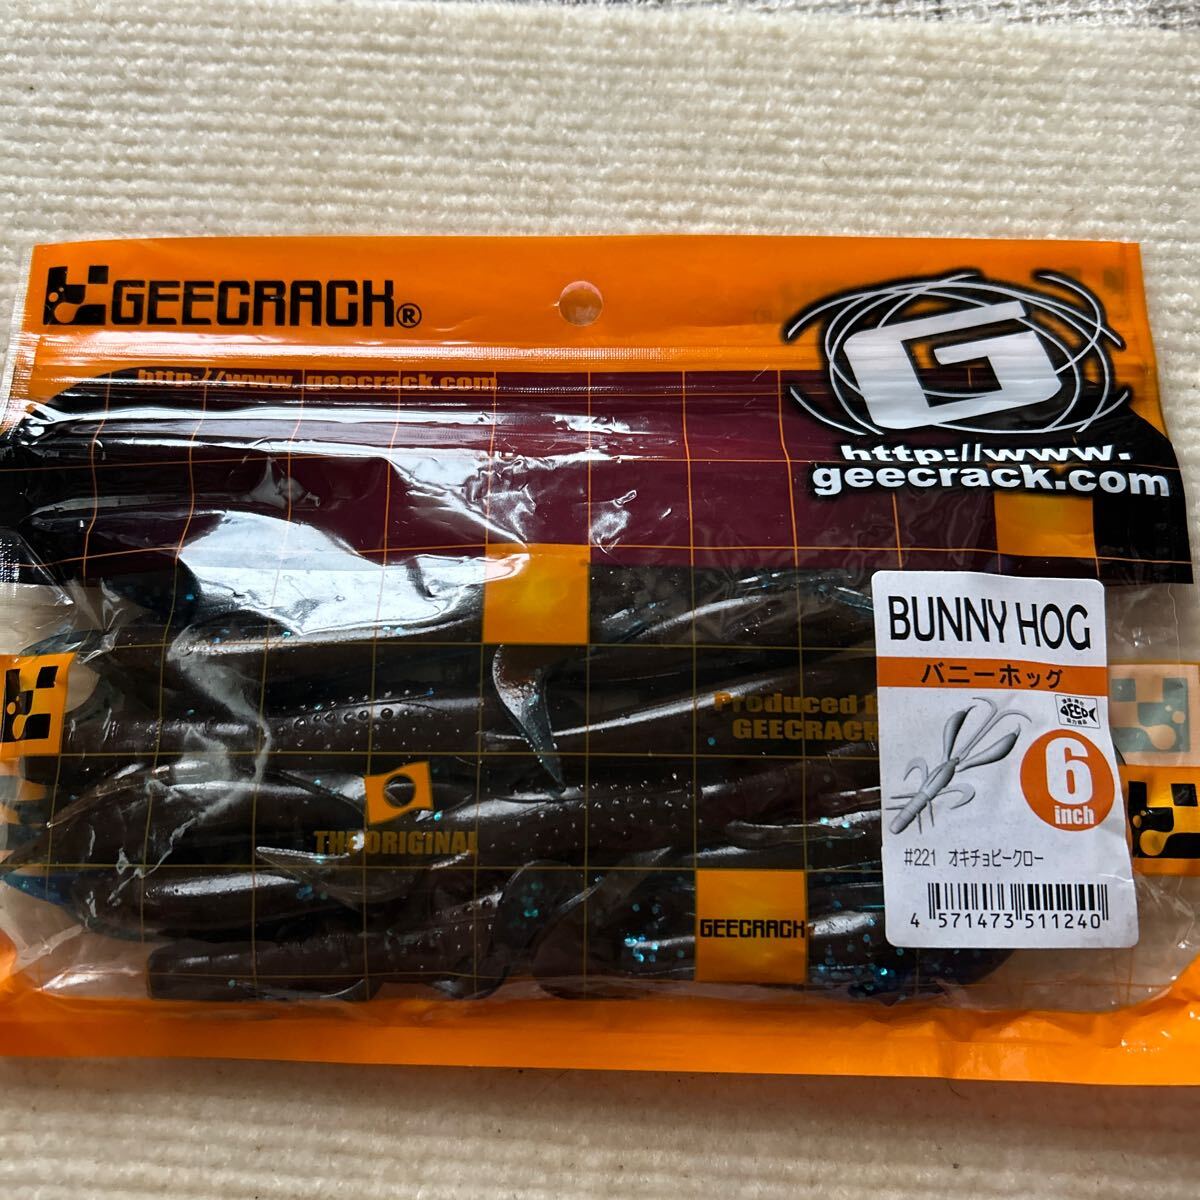 GEECRACK®
http://www.geecrack.com
G
http://www.
geecrack.com
BUNNY HOG
バニーホッグ
ECO
6
inch
#221 オキチョビークロー
4 571473 511240
Produced
GEECRACK
THE ORIGINAL
GEECRACK